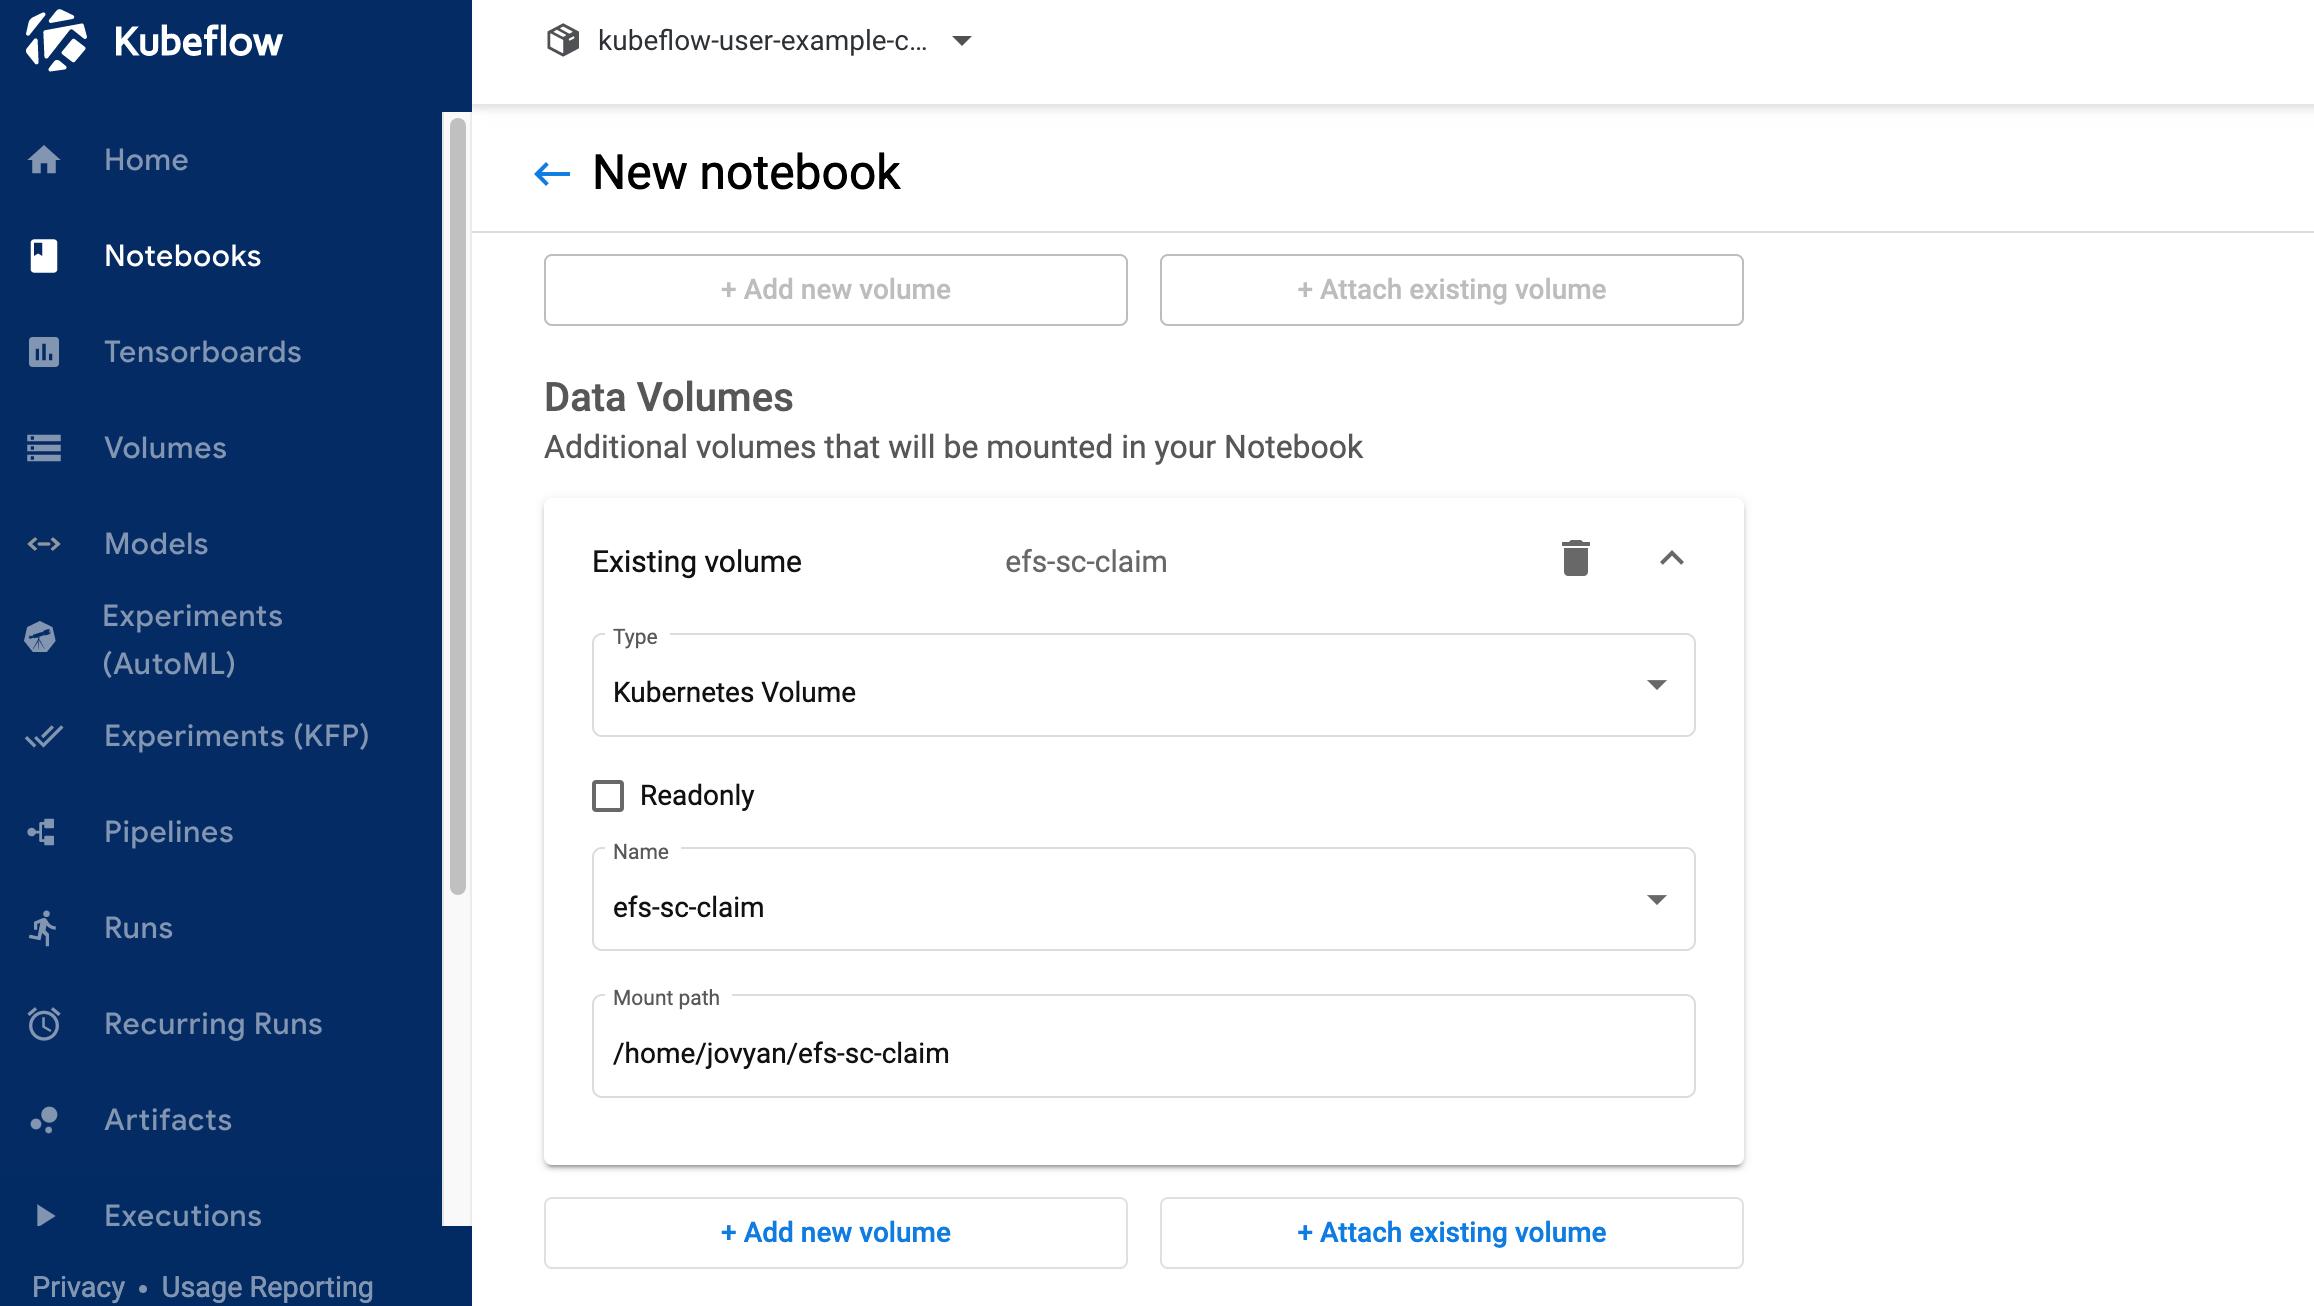 Kubeflow
kubeflow-user-example-c...
Home
Notebooks
Tensorboards
Volumes
Models
Experiments
(AutoML)
Experiments (KFP)
Pipelines
Runs
Recurring Runs
Artifacts
Executions
Privacy • Usage Reporting
New notebook
+ Add new volume
+ Attach existing volume
Data Volumes
Additional volumes that will be mounted in your Notebook
Existing volume
efs-sc-claim
Type
Kubernetes Volume
Readonly
Name
efs-sc-claim
Mount path
/home/jovyan/efs-sc-claim
+ Add new volume
+ Attach existing volume